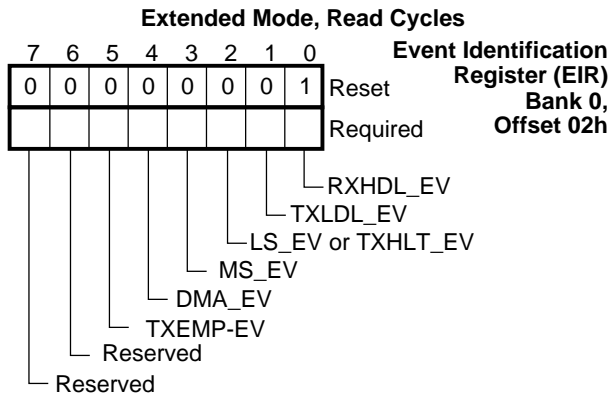 Extended Mode, Read Cycles
7 6 5 4 3 2 1 0
Event Identification
Register (EIR)
Bank 0,
Offset 02h
0 0 0 0 0 0 0 1 Reset
Required
RXHDL_EV
TXLDL_EV
LS_EV or TXHLT_EV
MS_EV
DMA_EV
TXEMP-EV
Reserved
Reserved